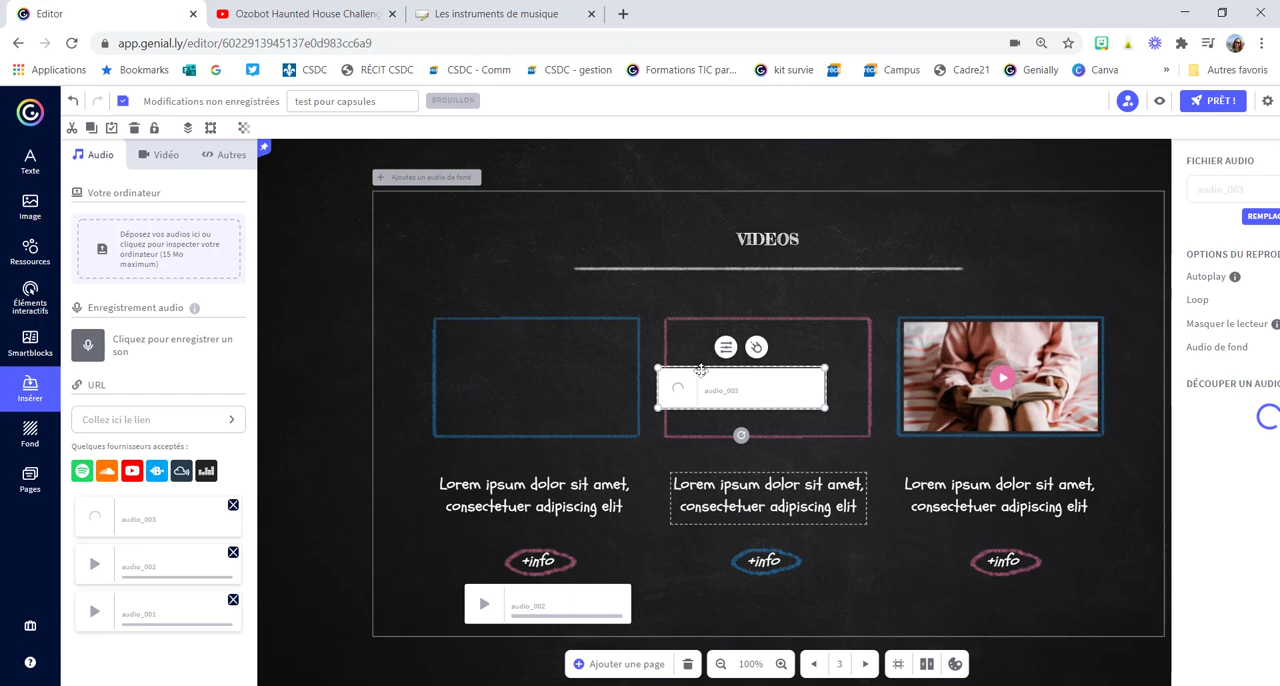 Editor
Ozobot Haunted House Challeng
Les instruments de musique
app.genial.ly/editor/6022913945137e0d983cc6a9
Applications
Bookmarks
CSDC
RÉCIT CSDC
CSDC - Comm
CSDC - gestion
Formations TIC par...
kit survie
Campus
Cadre21
Genially
Canva
»
Autres favoris
Modifications non enregistrées
test pour capsules
BROUILLON
PRÊT !
Texte
Image
Ressources
Éléments
interactifs
Smartblocks
Insérer
Fond
Pages
Audio
Vidéo
Autres
Votre ordinateur
Déposez vos audios ici ou
cliquez pour inspecter votre
ordinateur (15 Mo
maximum)
Enregistrement audio
Cliquez pour enregistrer un
son
URL
Collez ici le lien
Quelques fournisseurs acceptés :
audio_003
audio_002
audio_001
+ Ajoutez un audio de fond
VIDEOS
audio_003
Lorem ipsum dolor sit amet,
consectetuer adipiscing elit
Lorem ipsum dolor sit amet,
consectetuer adipiscing elit
Lorem ipsum dolor sit amet,
consectetuer adipiscing elit
+info
+info
+info
audio_002
Ajouter une page
100%
3
FICHIER AUDIO
audio_003
REMPLAC
OPTIONS DU REPROD
Autoplay
Loop
Masquer le lecteur
Audio de fond
DÉCOUPER UN AUDIO